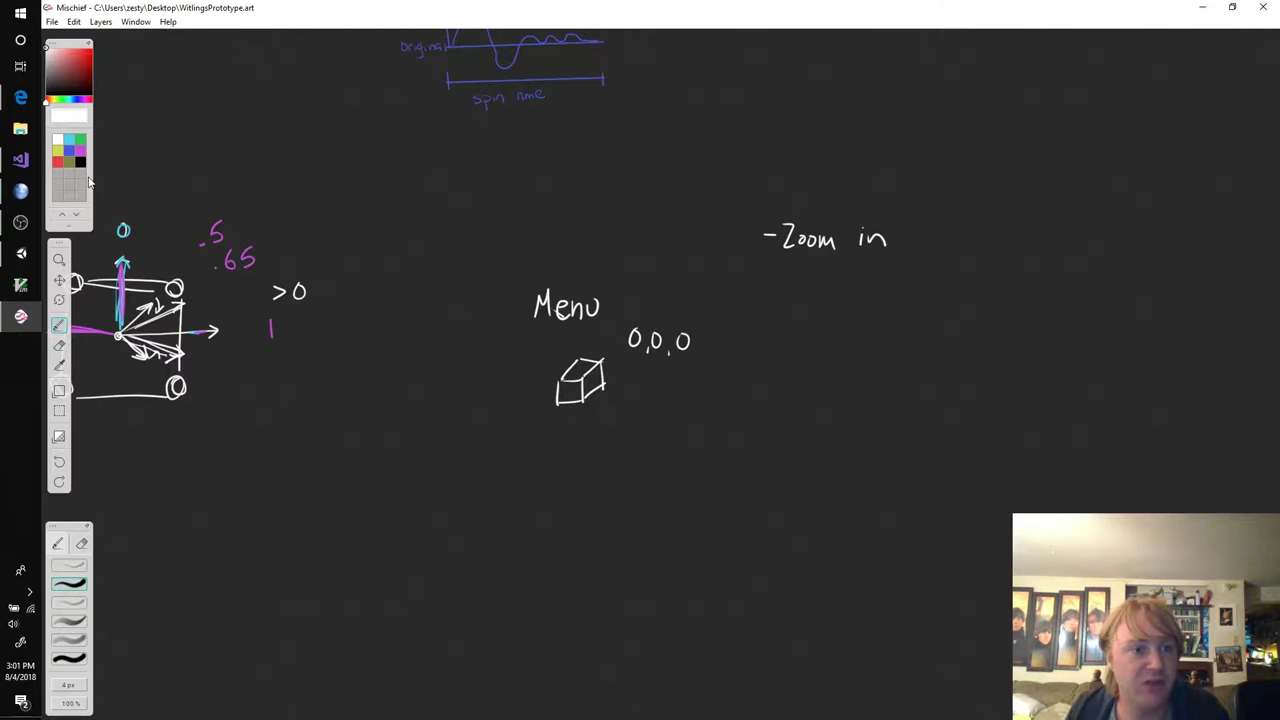 Mischief - C:\Users\zesty\Desktop\WitlingsPrototype.art
File Edit Layers Window Help
original
spin time
0
.5
.65
>0
1
-Zoom in
Menu
0,0,0
4 px
100 %
3:01 PM
8/4/2018
2